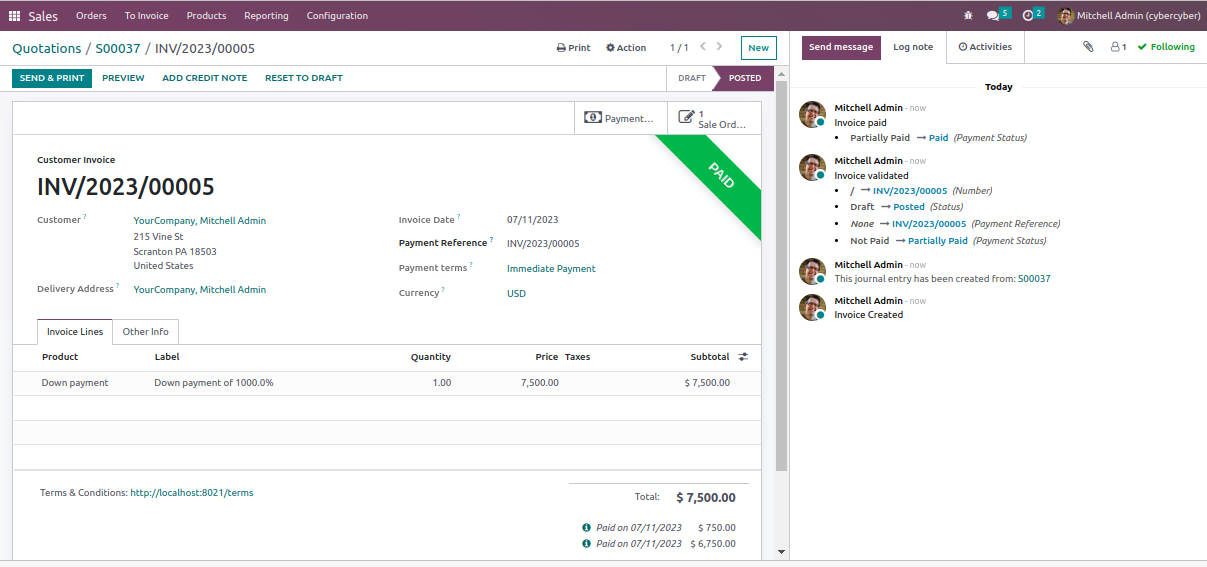 Sales Orders To Invoice Products Reporting Configuration 5 2 Mitchell Admin (cybercyber)
Quotations / S00037 / INV/2023/00005 Print Action 1 / 1 New
SEND & PRINT PREVIEW ADD CREDIT NOTE RESET TO DRAFT DRAFT POSTED
Payment... 1
Sale Ord...
PAID
Customer Invoice
INV/2023/00005
Customer ? YourCompany, Mitchell Admin
215 Vine St
Scranton PA 18503
United States
Delivery Address ? YourCompany, Mitchell Admin
Invoice Date ? 07/11/2023
Payment Reference ? INV/2023/00005
Payment terms ? Immediate Payment
Currency ? USD
Invoice Lines Other Info
Product Label Quantity Price Taxes Subtotal
Down payment Down payment of 1000.0% 1.00 7,500.00 $ 7,500.00
Terms & Conditions: http://localhost:8021/terms
Total: $ 7,500.00
Paid on 07/11/2023 $ 750.00
Paid on 07/11/2023 $ 6,750.00
Send message Log note Activities 1 Following
Today
Mitchell Admin - now
Invoice paid
• Partially Paid → Paid (Payment Status)
Mitchell Admin - now
Invoice validated
• / → INV/2023/00005 (Number)
• Draft → Posted (Status)
• None → INV/2023/00005 (Payment Reference)
• Not Paid → Partially Paid (Payment Status)
Mitchell Admin - now
This journal entry has been created from: S00037
Mitchell Admin - now
Invoice Created